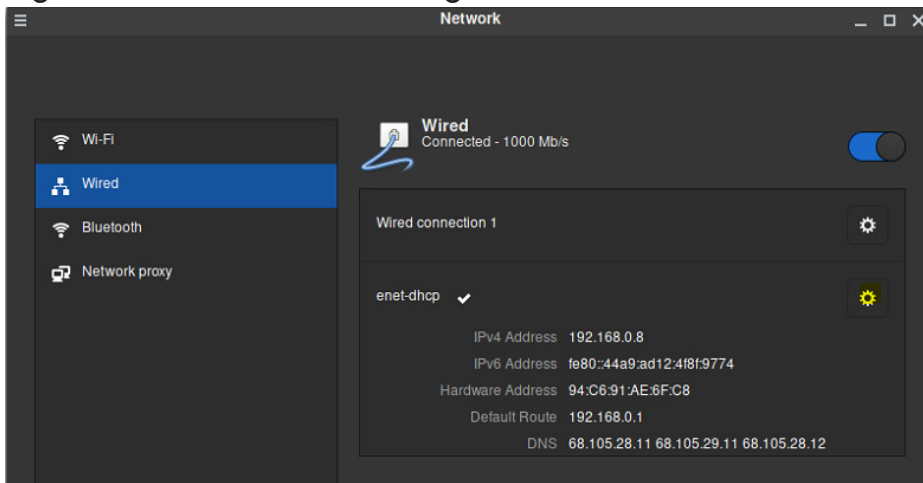 Network
Wi-Fi
Wired
Bluetooth
Network proxy
Wired
Connected - 1000 Mb/s
Wired connection 1
enet-dhcp
IPv4 Address 192.168.0.8
IPv6 Address fe80::44a9:ad12:4f8f:9774
Hardware Address 94:C6:91:AE:6F:C8
Default Route 192.168.0.1
DNS 68.105.28.11 68.105.29.11 68.105.28.12